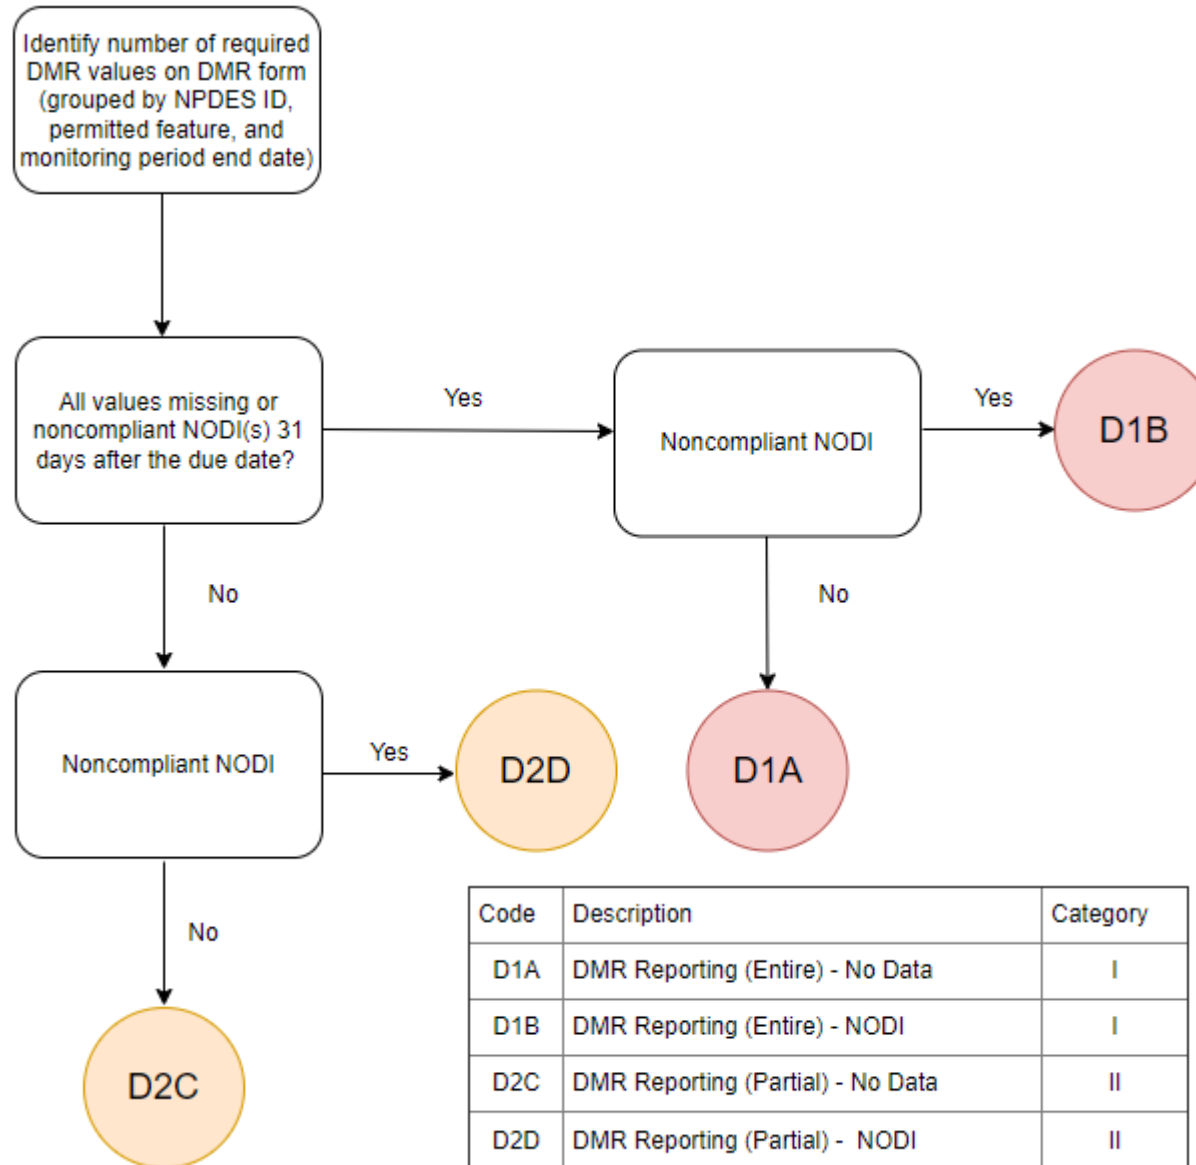 Identify number of required
DMR values on DMR form
(grouped by NPDES ID,
permitted feature, and
monitoring period end date)
All values missing or
noncompliant NODI(s) 31
days after the due date?
Yes
Noncompliant NODI
Yes
D1B
No
No
Noncompliant NODI
Yes
D2D
D1A
No
D2C
Code Description Category
D1A DMR Reporting (Entire) - No Data I
D1B DMR Reporting (Entire) - NODI I
D2C DMR Reporting (Partial) - No Data II
D2D DMR Reporting (Partial) - NODI II